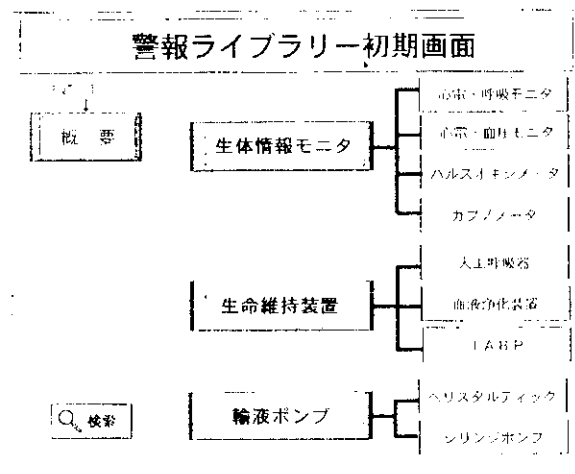 警報ライブラリー初期画面
概 要
生体情報モニタ
心電・呼吸モニタ
心電・血圧モニタ
パルスオキシメータ
カプノメータ
生命維持装置
人工呼吸器
血液浄化装置
IABP
輸液ポンプ
ペリスタルティック
シリンジポンプ
検索